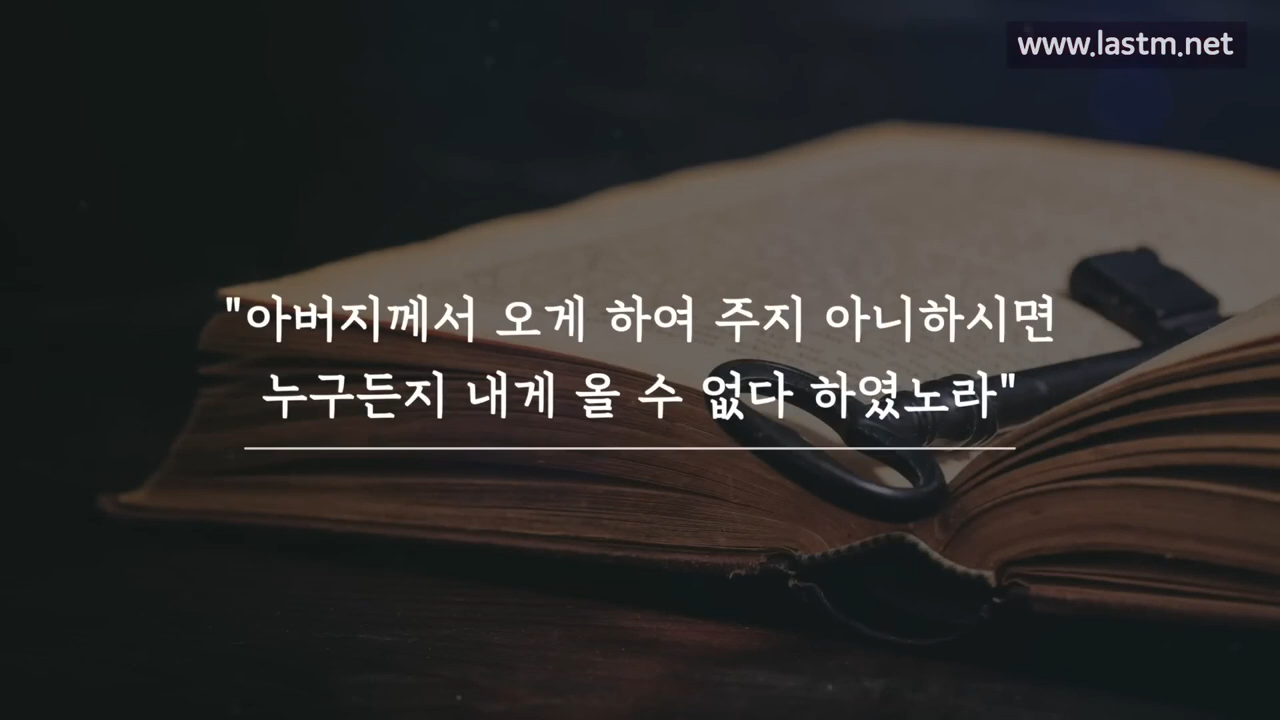 www.lastm.net
"아버지께서 오게 하여 주지 아니하시면
누구든지 내게 올 수 없다 하였노라"